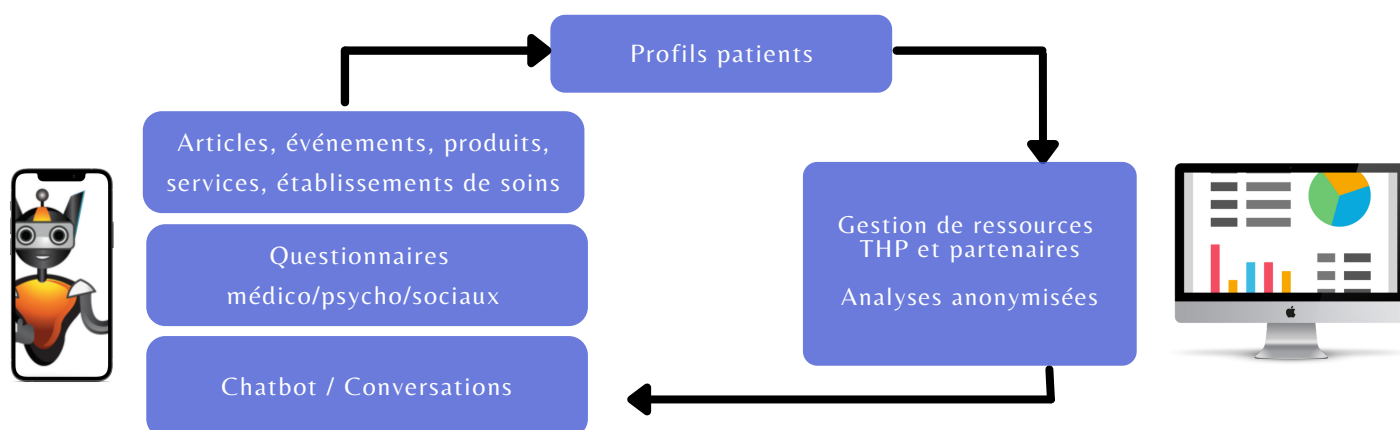 Profils patients
Articles, événements, produits,
services, établissements de soins
Questionnaires
médico/psycho/sociaux
Chatbot / Conversations
Gestion de ressources
THP et partenaires
Analyses anonymisées